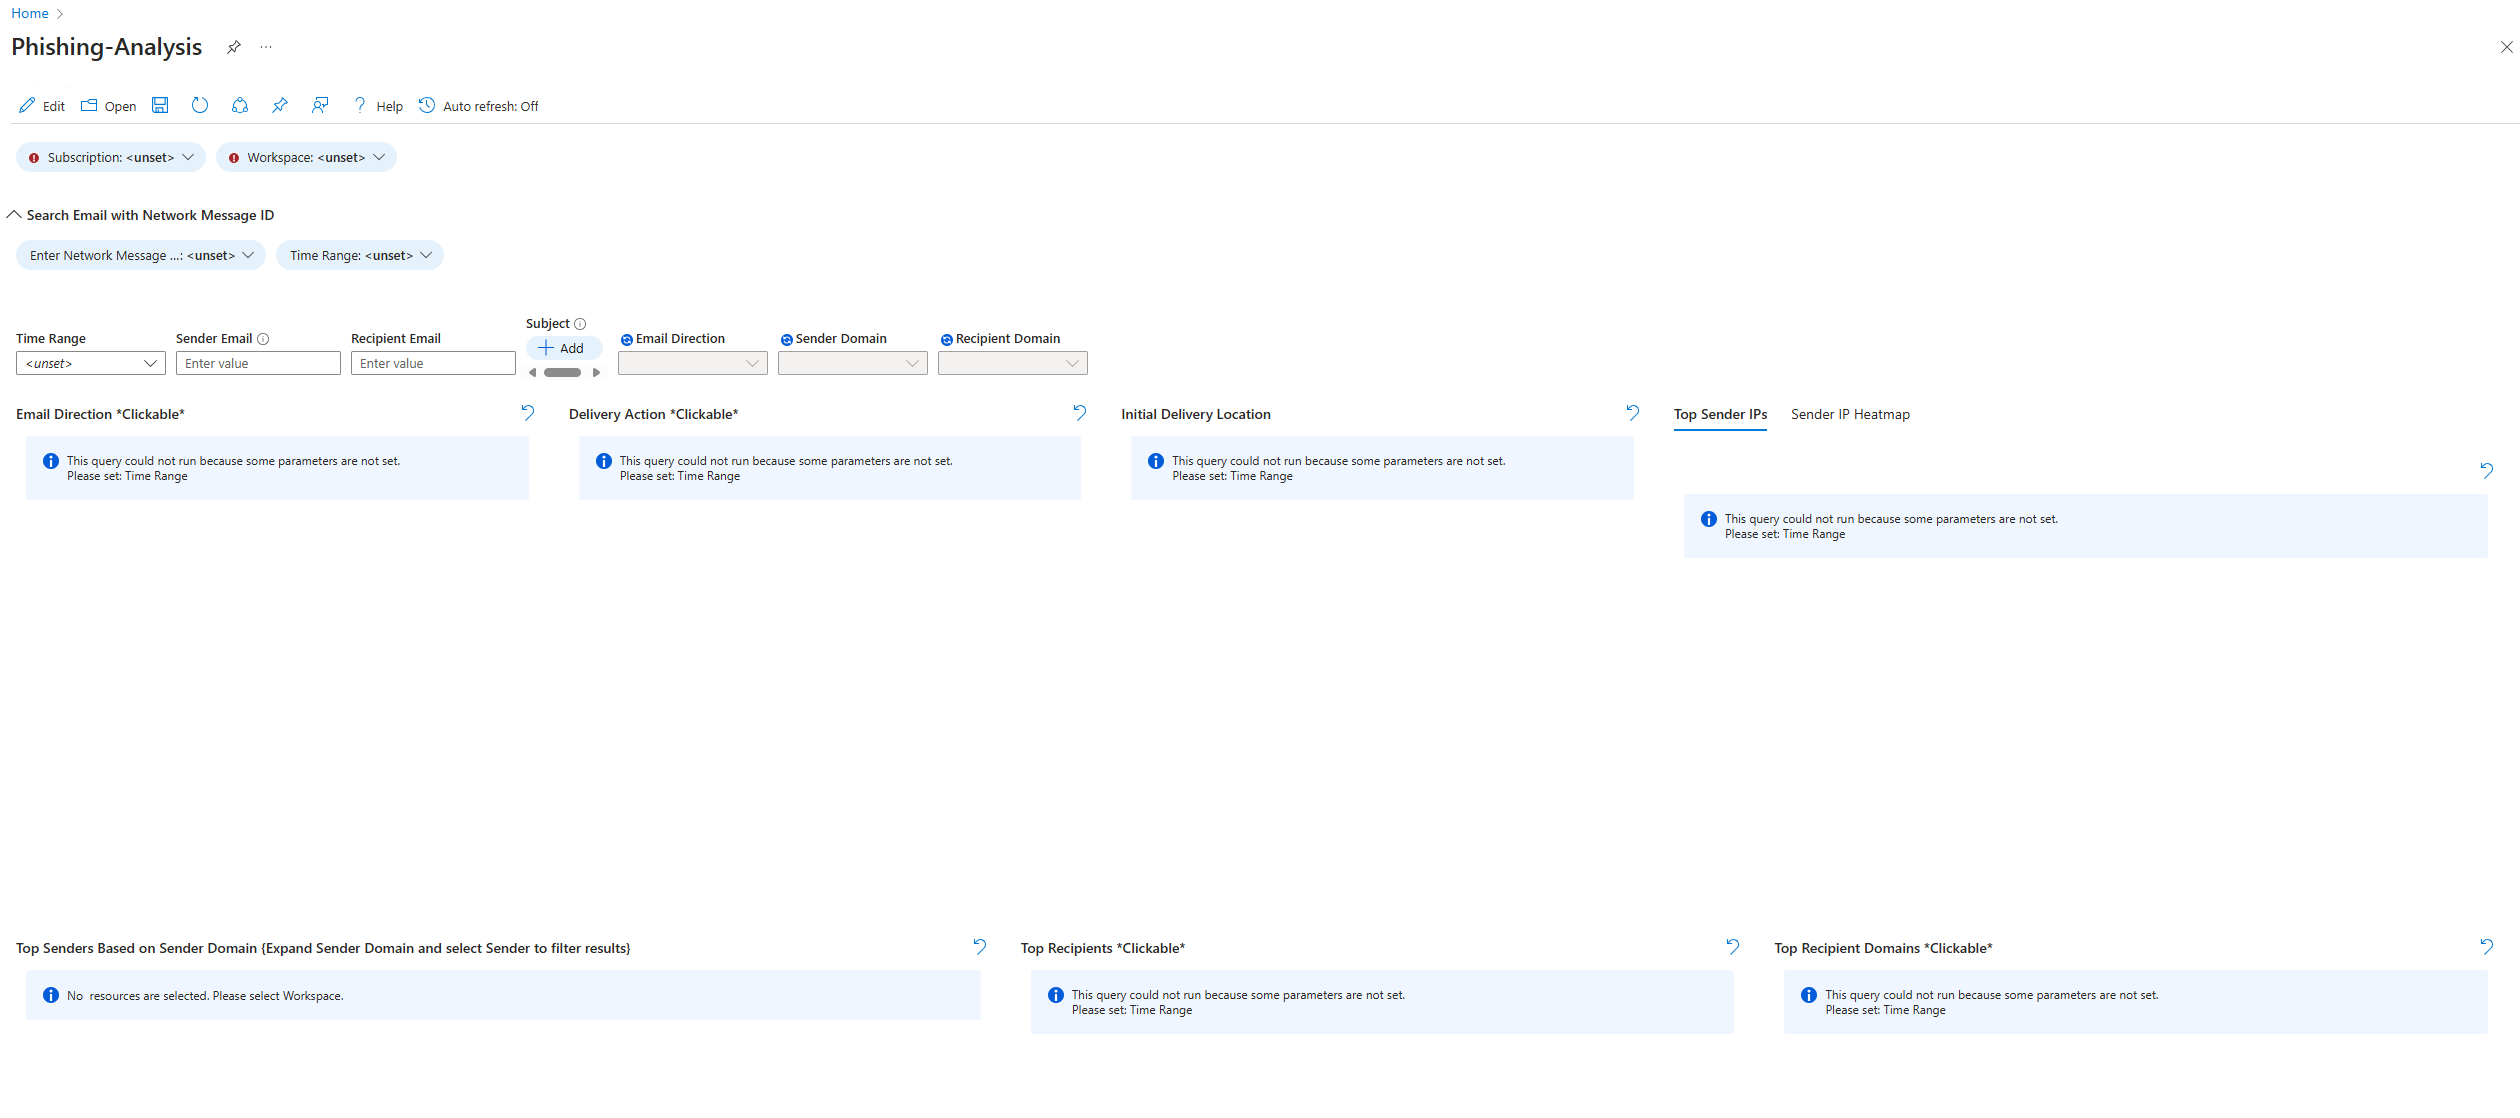 Home
Phishing-Analysis
Edit Open Help Auto refresh: Off
Subscription: <unset> Workspace: <unset>
Search Email with Network Message ID
Enter Network Message ...: <unset> Time Range: <unset>
Subject
Time Range Sender Email Recipient Email Email Direction Sender Domain Recipient Domain
Add
<unset> Enter value Enter value
Email Direction *Clickable* Delivery Action *Clickable* Initial Delivery Location Top Sender IPs Sender IP Heatmap
This query could not run because some parameters are not set.
Please set: Time Range
This query could not run because some parameters are not set.
Please set: Time Range
This query could not run because some parameters are not set.
Please set: Time Range
This query could not run because some parameters are not set.
Please set: Time Range
Top Senders Based on Sender Domain {Expand Sender Domain and select Sender to filter results} Top Recipients *Clickable* Top Recipient Domains *Clickable*
No resources are selected. Please select Workspace.
This query could not run because some parameters are not set.
Please set: Time Range
This query could not run because some parameters are not set.
Please set: Time Range